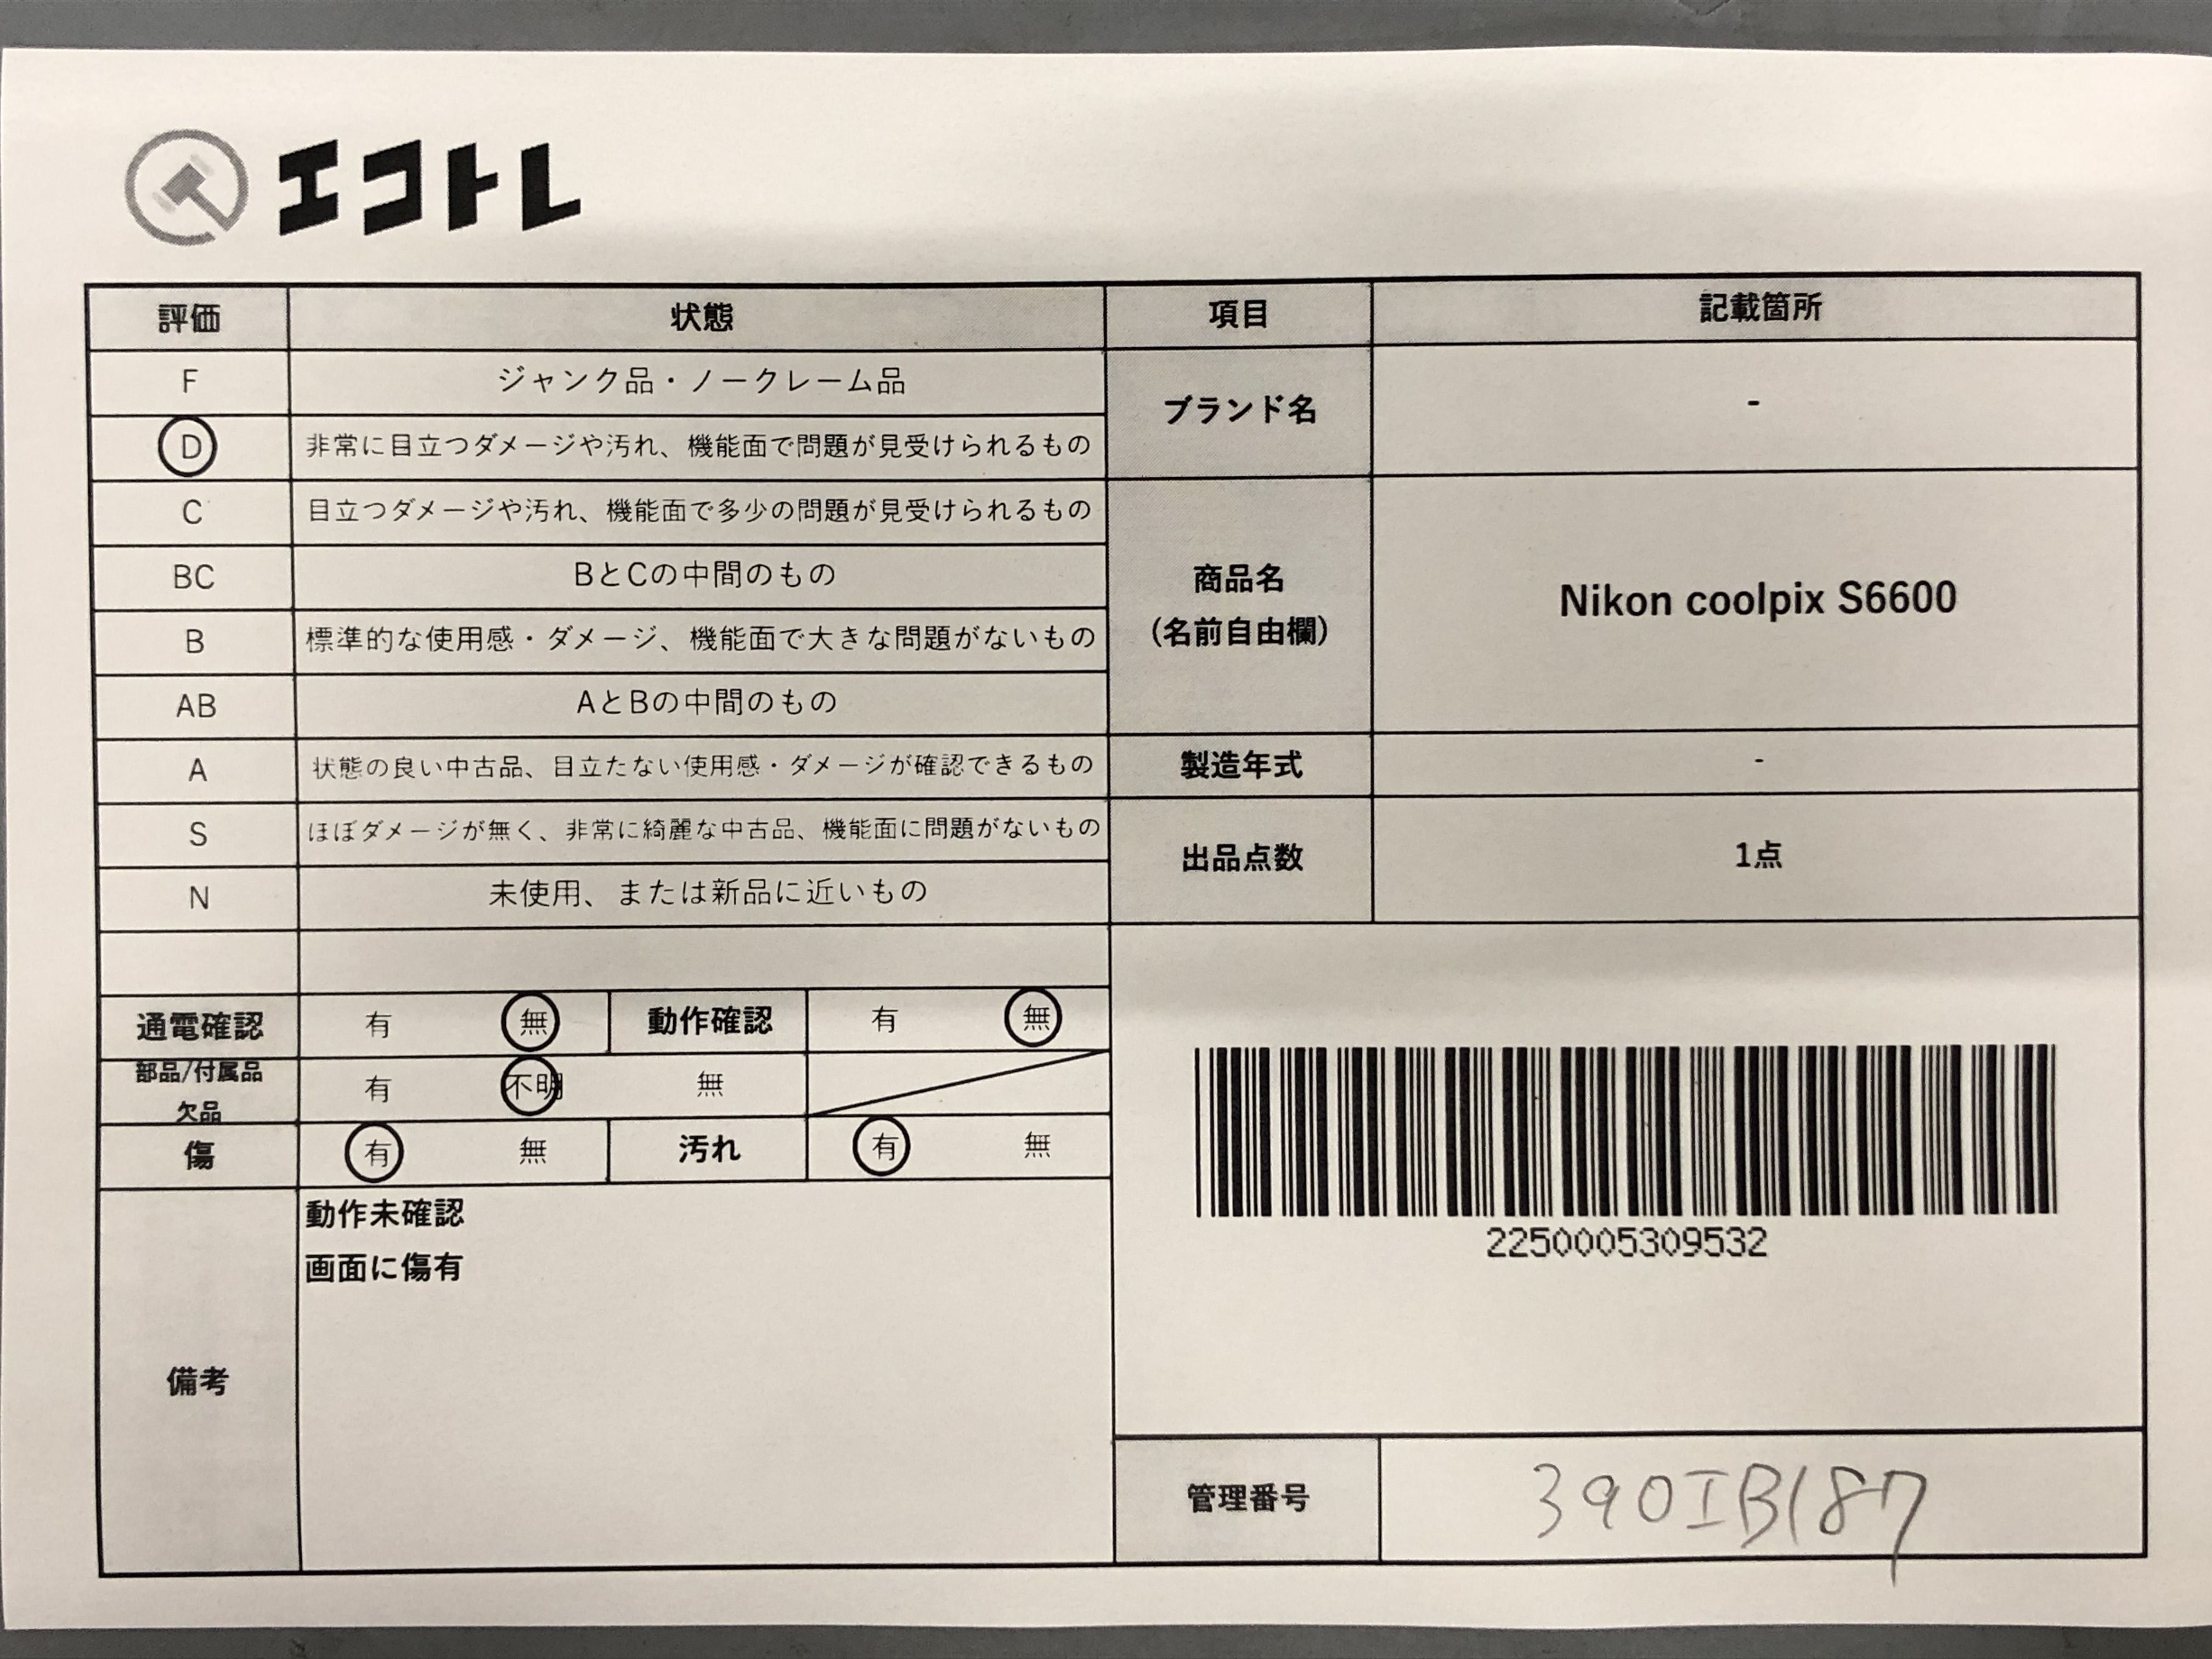 エコトレ
評価 状態 項目 記載箇所
F ジャンク品・ノークレーム品
D 非常に目立つダメージや汚れ、機能面で問題が見受けられるもの
ブランド名 -
C 目立つダメージや汚れ、機能面で多少の問題が見受けられるもの
BC BとCの中間のもの
B 標準的な使用感・ダメージ、機能面で大きな問題がないもの
商品名
(名前自由欄)
Nikon coolpix S6600
AB AとBの中間のもの
A 状態の良い中古品、目立たない使用感・ダメージが確認できるもの
製造年式 -
S ほぼダメージが無く、非常に綺麗な中古品、機能面に問題がないもの
出品点数 1点
N 未使用、または新品に近いもの
通電確認 有 無 動作確認 有 無
部品/付属品
欠品
有 不明 無
傷 有 無 汚れ 有 無
2250005309532
備考
動作未確認
画面に傷有
管理番号 390IB187